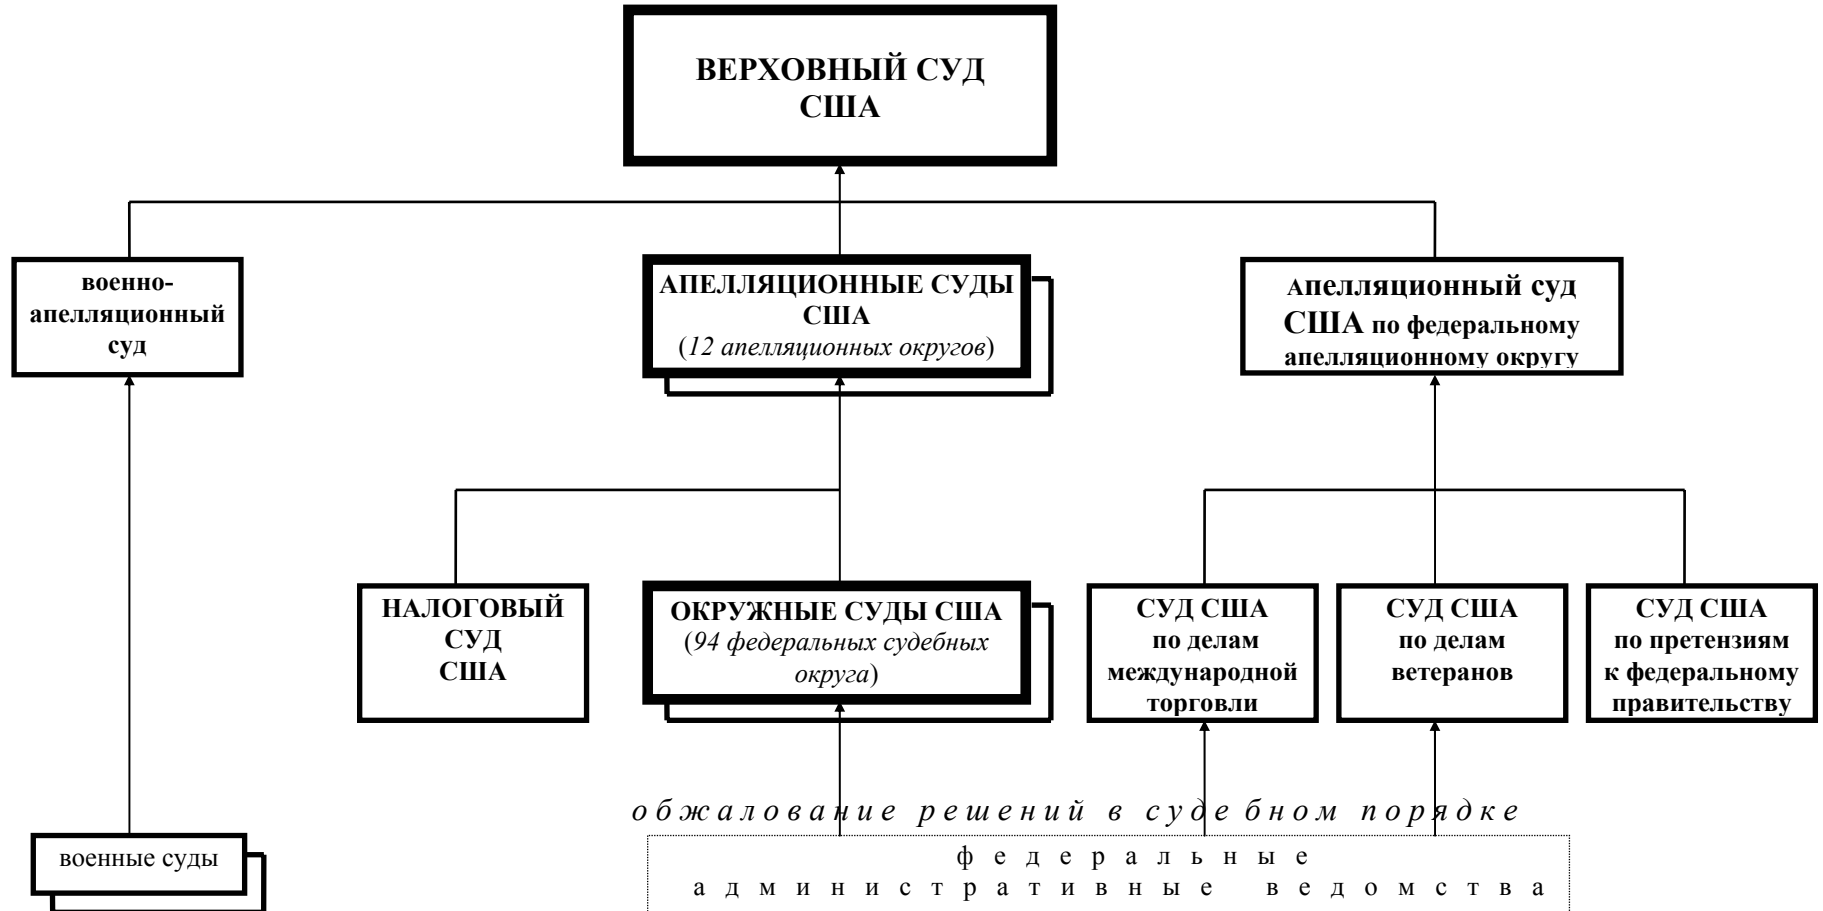 ВЕРХОВНЫЙ СУД
США
военно-
апелляционный
суд
АПЕЛЛЯЦИОННЫЕ СУДЫ
США
(12 апелляционных округов)
Апелляционный суд
США по федеральному
апелляционному округу
НАЛОГОВЫЙ
СУД
США
ОКРУЖНЫЕ СУДЫ США
(94 федеральных судебных
округа)
СУД США
по делам
международной
торговли
СУД США
по делам
ветеранов
СУД США
по претензиям
к федеральному
правительству
обжалование решений в судебном порядке
военные суды
федеральные
административные ведомства